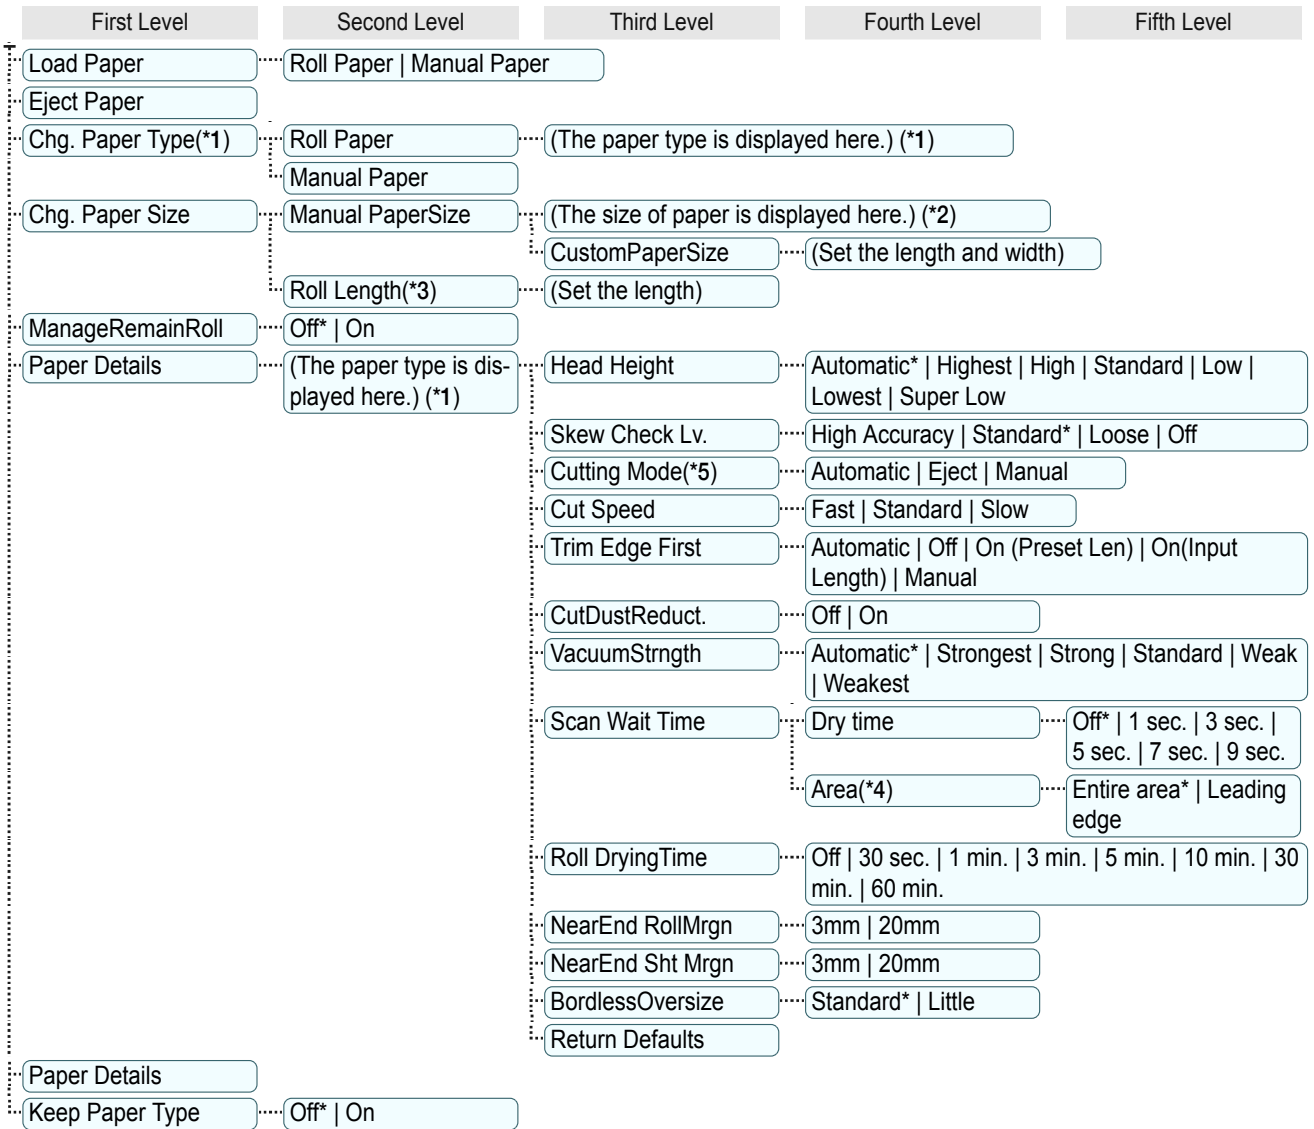 First Level Second Level Third Level Fourth Level Fifth Level
Load Paper Roll Paper | Manual Paper
Eject Paper
Chg. Paper Type(*1) Roll Paper (The paper type is displayed here.) (*1)
Manual Paper
Chg. Paper Size Manual PaperSize (The size of paper is displayed here.) (*2)
CustomPaperSize (Set the length and width)
Roll Length(*3) (Set the length)
ManageRemainRoll Off* | On
Paper Details (The paper type is dis- Head Height Automatic* | Highest | High | Standard | Low |
played here.) (*1) Lowest | Super Low
Skew Check Lv. High Accuracy | Standard* | Loose | Off
Cutting Mode(*5) Automatic | Eject | Manual
Cut Speed Fast | Standard | Slow
Trim Edge First Automatic | Off | On (Preset Len) | On(Input
Length) | Manual
CutDustReduct. Off | On
VacuumStrngth Automatic* | Strongest | Strong | Standard | Weak
| Weakest
Scan Wait Time Dry time Off* | 1 sec. | 3 sec. |
5 sec. | 7 sec. | 9 sec.
Area(*4) Entire area* | Leading
edge
Roll DryingTime Off | 30 sec. | 1 min. | 3 min. | 5 min. | 10 min. | 30
min. | 60 min.
NearEnd RollMrgn 3mm | 20mm
NearEnd Sht Mrgn 3mm | 20mm
BordlessOversize Standard* | Little
Return Defaults
Paper Details
Keep Paper Type Off* | On